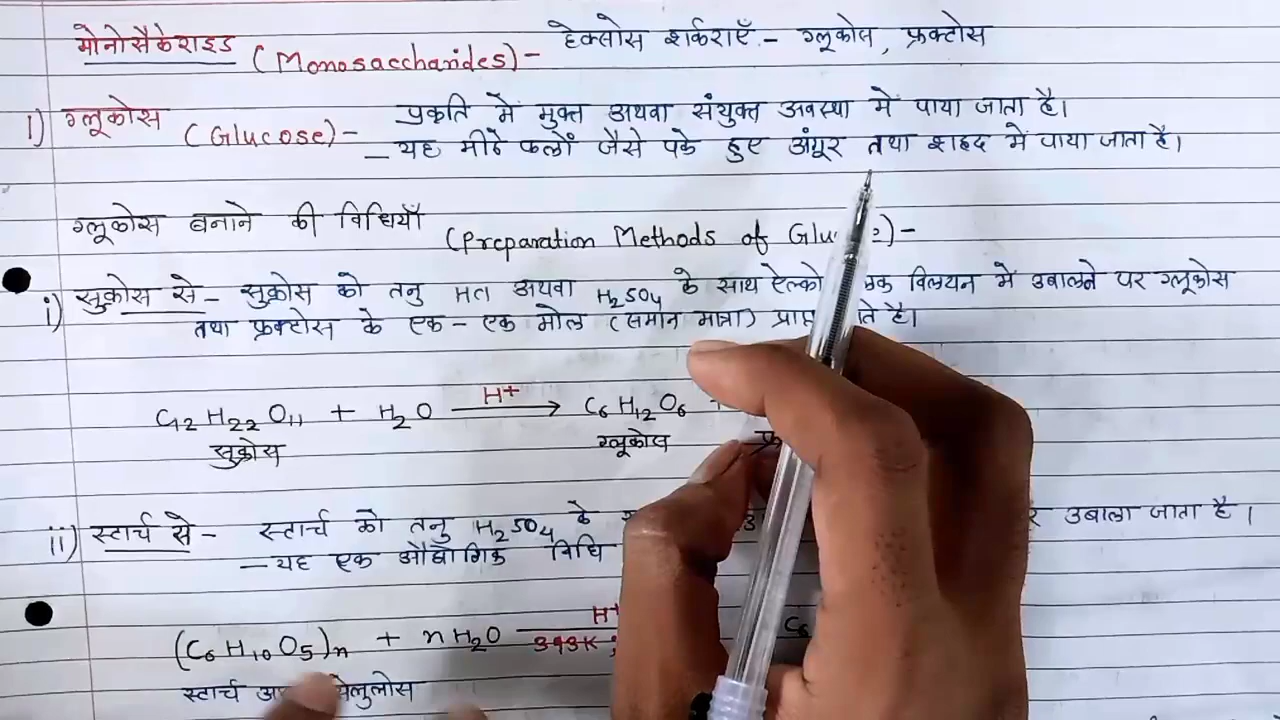 मोनोसैकेराइड (Monosaccharides) - हेक्सोस शर्कराएँ - ग्लूकोस, फ्रक्टोस
1) ग्लूकोस (Glucose) - प्रकृति में मुक्त अथवा संयुक्त अवस्था में पाया जाता है।
- यह मीठे फलों जैसे पके हुए अंगूर तथा शहद में पाया जाता है।
ग्लूकोस बनाने की विधियाँ (Preparation Methods of ) -
i) सुक्रोस से - सुक्रोस को तनु HCl अथवा H2SO4 के साथ विलयन में उबालने पर ग्लूकोस
तथा फ्रक्टोस के एक - एक मोल (समान मात्रा) है।
C12H22O11 + H2O H+ → C6H12O6 +
सुक्रोस ग्लूकोस
ii) स्टार्च से - स्टार्च को तनु H2SO4 के उबाला जाता है।
- यह एक औद्योगिक विधि
(C6H10O5)n + nH2O 393K;
स्टार्च